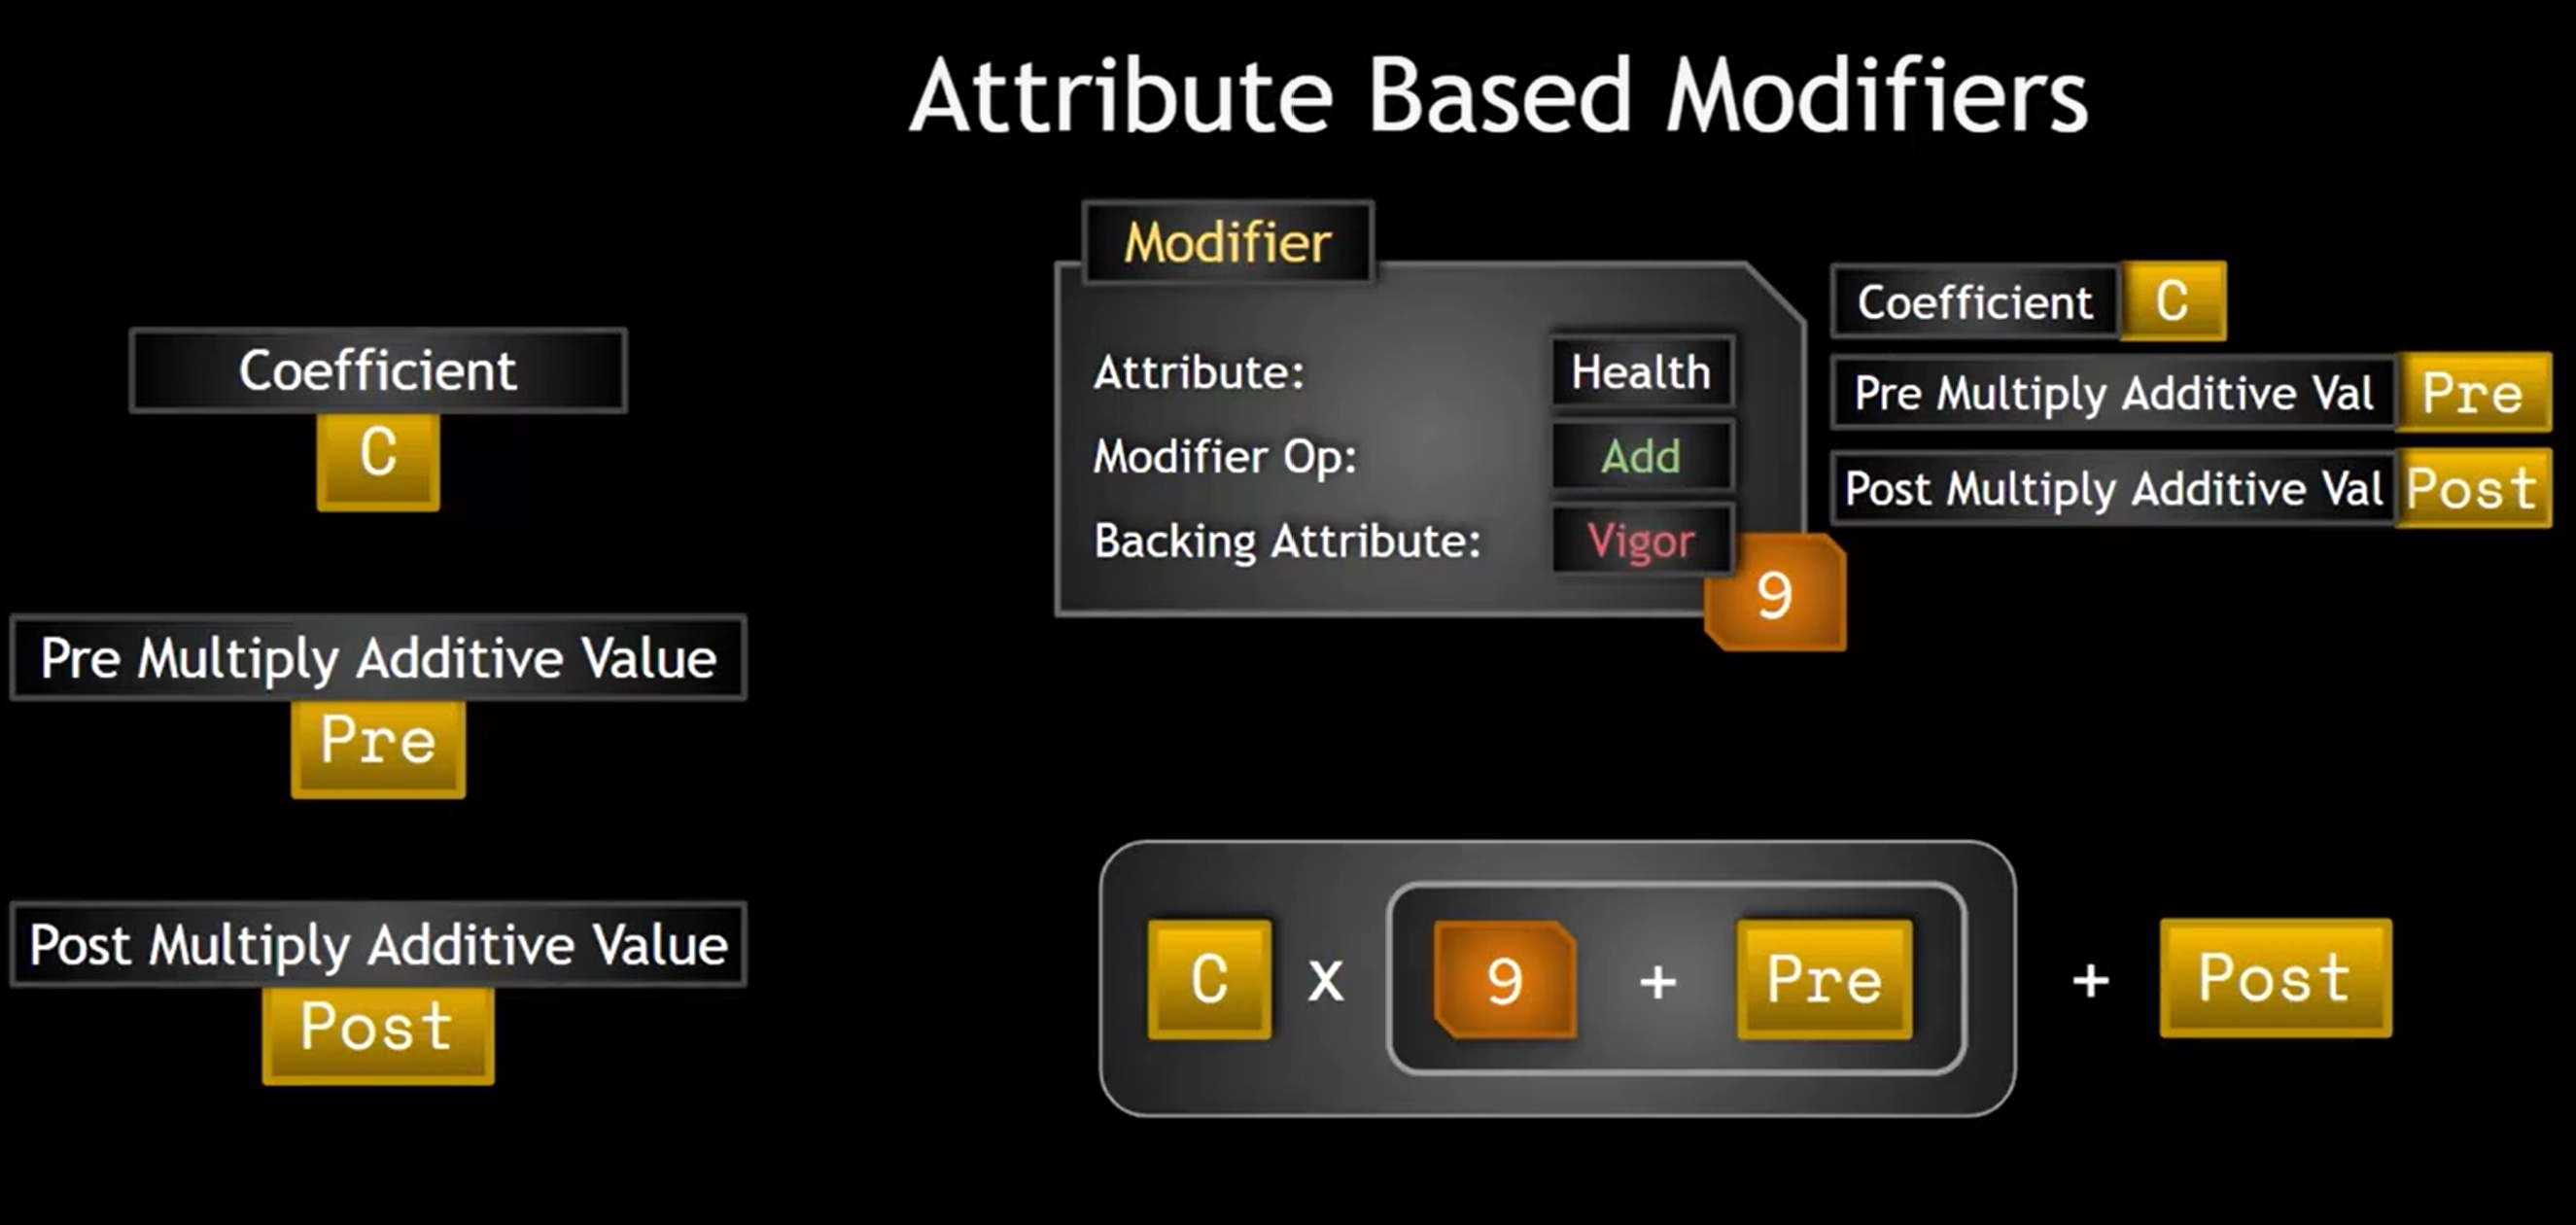 Attribute Based Modifiers
Coefficient
C
Pre Multiply Additive Value
Pre
Post Multiply Additive Value
Post
Modifier
Attribute: Health
Modifier Op: Add
Backing Attribute: Vigor
9
Coefficient C
Pre Multiply Additive Val Pre
Post Multiply Additive Val Post
C x 9 + Pre + Post